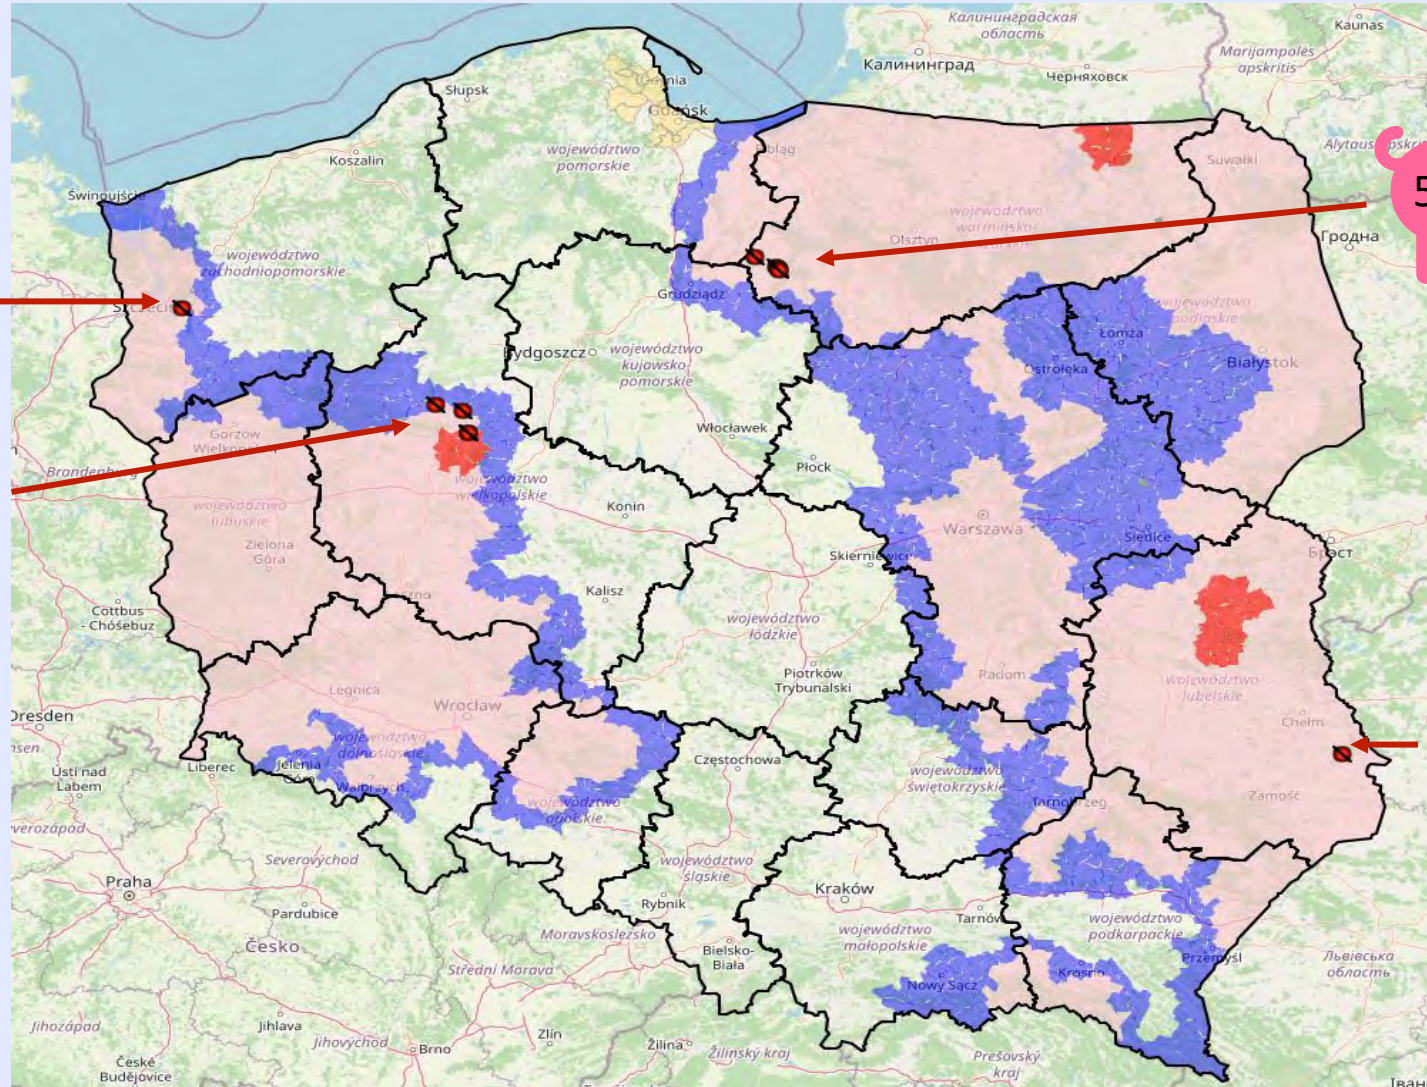 Калининградская
область
Kaunas
Калининград
Marijampolės
apskritis
Черняховск
Słupsk
Gdynia
Gdańsk
Koszalin
województwo
pomorskie
Elbląg
Suwałki
Alytaus apskritis
Świnoujście
5
województwo
zachodniopomorskie
województwo
warmińsko-
mazurskie
Olsztyn
Гродна
Szczecin
Grudziądz
województwo
podlaskie
Łomża
Bydgoszcz
województwo
kujawsko
pomorskie
Ostrołęka
Białystok
Gorzów
Wielkopolski
Włocławek
Brandenburg
Płock
województwo
wielkopolskie
Konin
województwo
lubuskie
Warszawa
Siedlce
Zielona
Góra
Skierniewice
Брэст
Cottbus
- Chóśebuz
Leszno
Kalisz
województwo
łódzkie
Piotrków
Trybunalski
Radom
województwo
lubelskie
Legnica
Wrocław
Dresden
Chełm
województwo
dolnośląskie
Liberec
Jelenia
Góra
Częstochowa
województwo
świętokrzyskie
Ústí nad
Labem
Wałbrzych
województwo
opolskie
Tarnobrzeg
Zamość
Severozápad
Severovýchod
województwo
śląskie
Praha
Kraków
Rybnik
Pardubice
Tarnów
województwo
podkarpackie
Česko
Moravskoslezsko
województwo
małopolskie
Bielsko-
Biała
Przemyśl
Львівська
область
Střední Morava
Krosno
Nowy Sącz
Jihozápad
Jihlava
Jihovýchod
Brno
Zlín
Žilina
Žilinský kraj
Prešovský
kraj
České
Budějovice